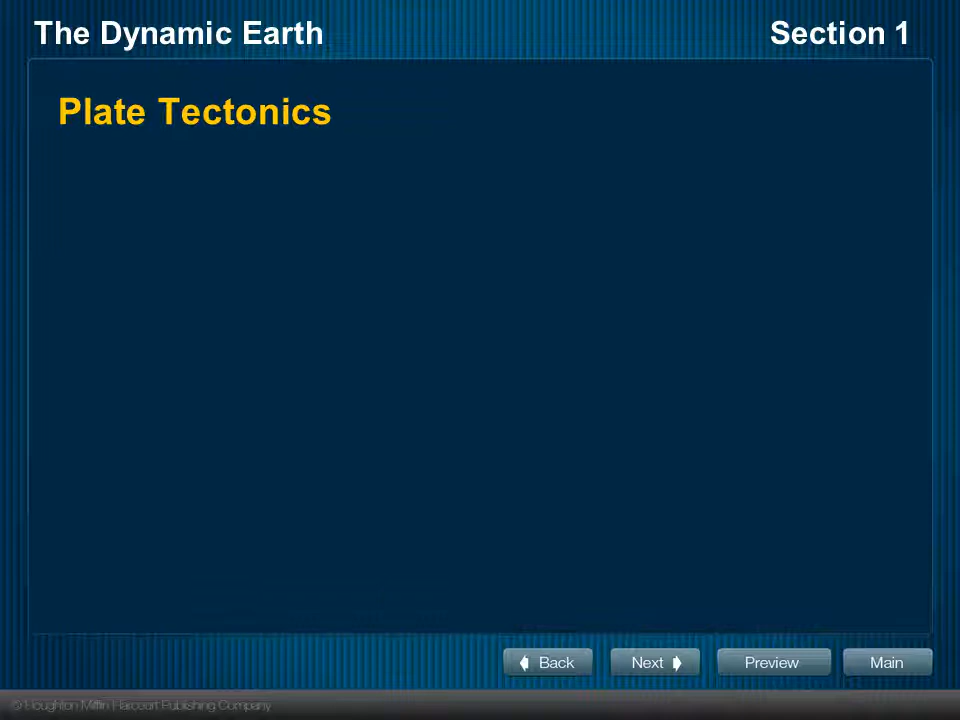 The Dynamic Earth
Section 1
Plate Tectonics
Back
Next
Preview
Main
© Houghton Mifflin Harcourt Publishing Company